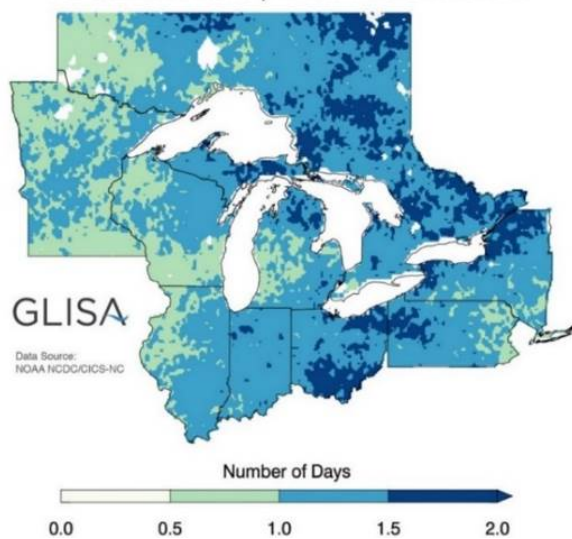 GLISA
Data Source:
NOAA NCDC/CICS-NC
Number of Days
0.0 0.5 1.0 1.5 2.0